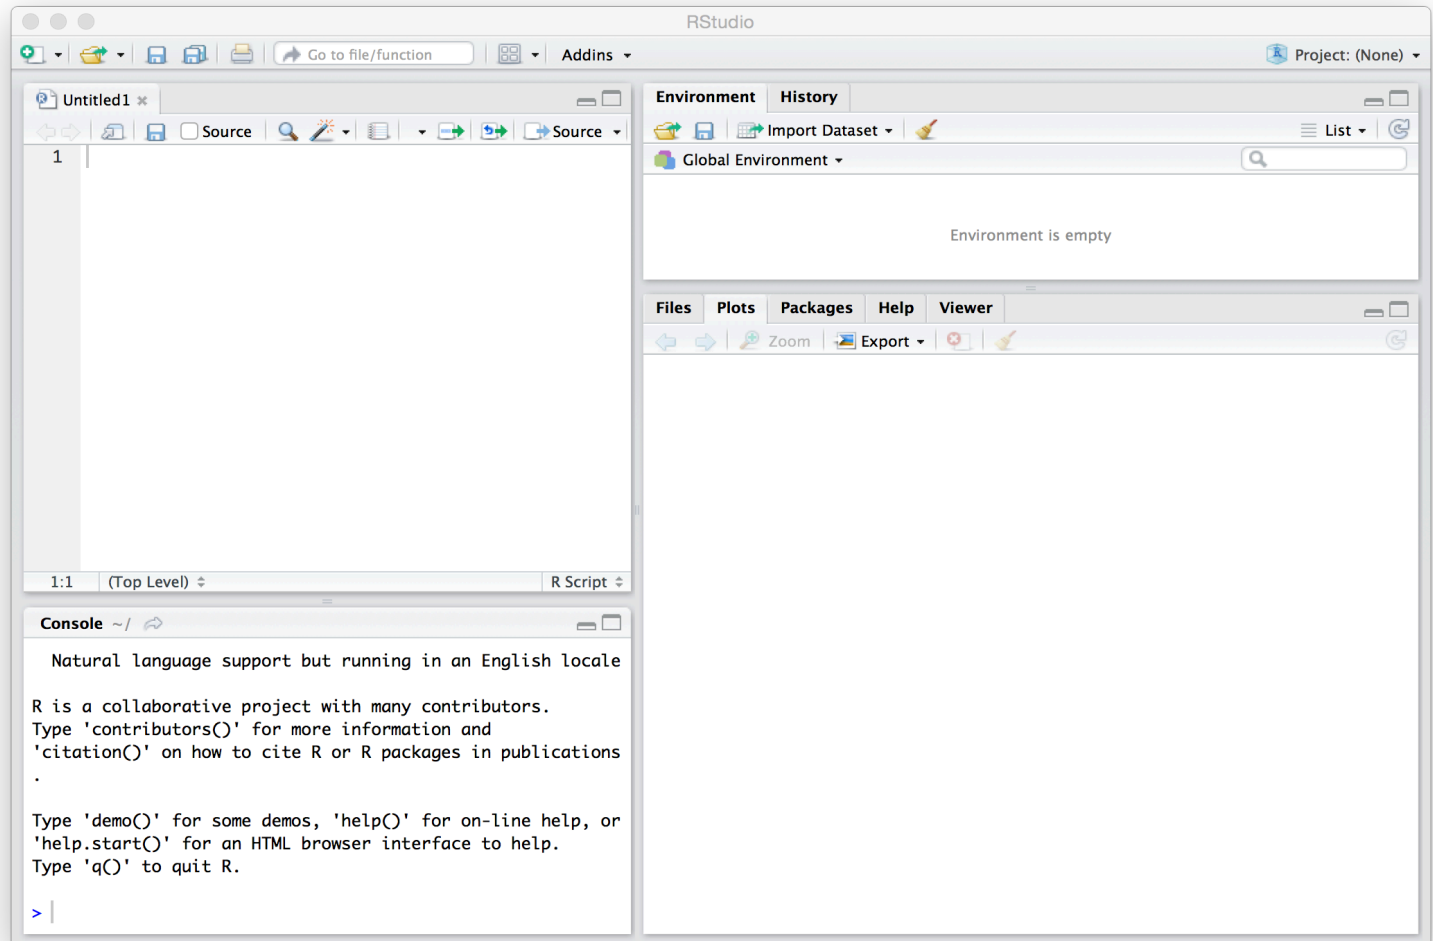 RStudio
Go to file/function
Addins
Project: (None)
Untitled1
Source
Source
1
1:1
(Top Level)
R Script
Console ~/
Natural language support but running in an English locale
R is a collaborative project with many contributors.
Type 'contributors()' for more information and
'citation()' on how to cite R or R packages in publications
.
Type 'demo()' for some demos, 'help()' for on-line help, or
'help.start()' for an HTML browser interface to help.
Type 'q()' to quit R.
>
Environment History
Import Dataset
List
Global Environment
Environment is empty
Files Plots Packages Help Viewer
Zoom Export